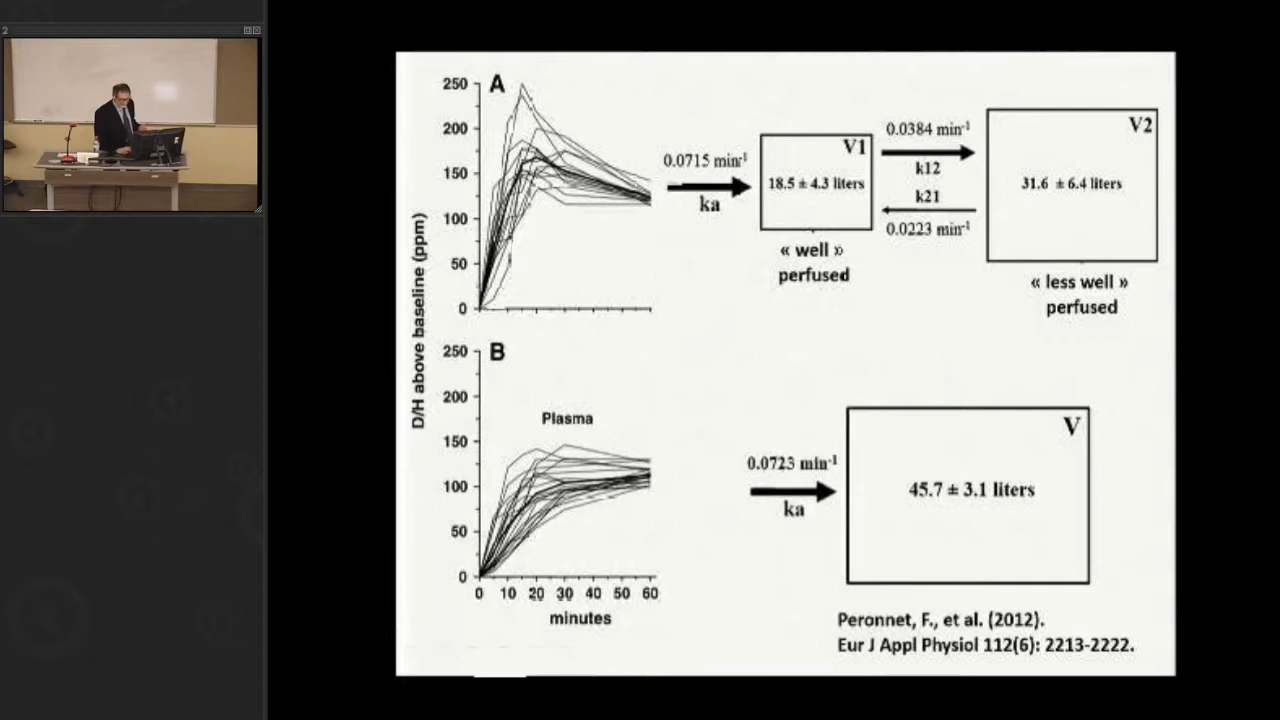 2
A
250
200
150
100
50
0
D/H above baseline (ppm)
0.0715 min-1
ka
V1
18.5 ± 4.3 liters
« well »
perfused
0.0384 min-1
k12
k21
0.0223 min-1
V2
31.6 ± 6.4 liters
« less well »
perfused
B
250
200
150
100
50
0
Plasma
0 10 20 30 40 50 60
minutes
0.0723 min-1
ka
V
45.7 ± 3.1 liters
Peronnet, F., et al. (2012).
Eur J Appl Physiol 112(6): 2213-2222.